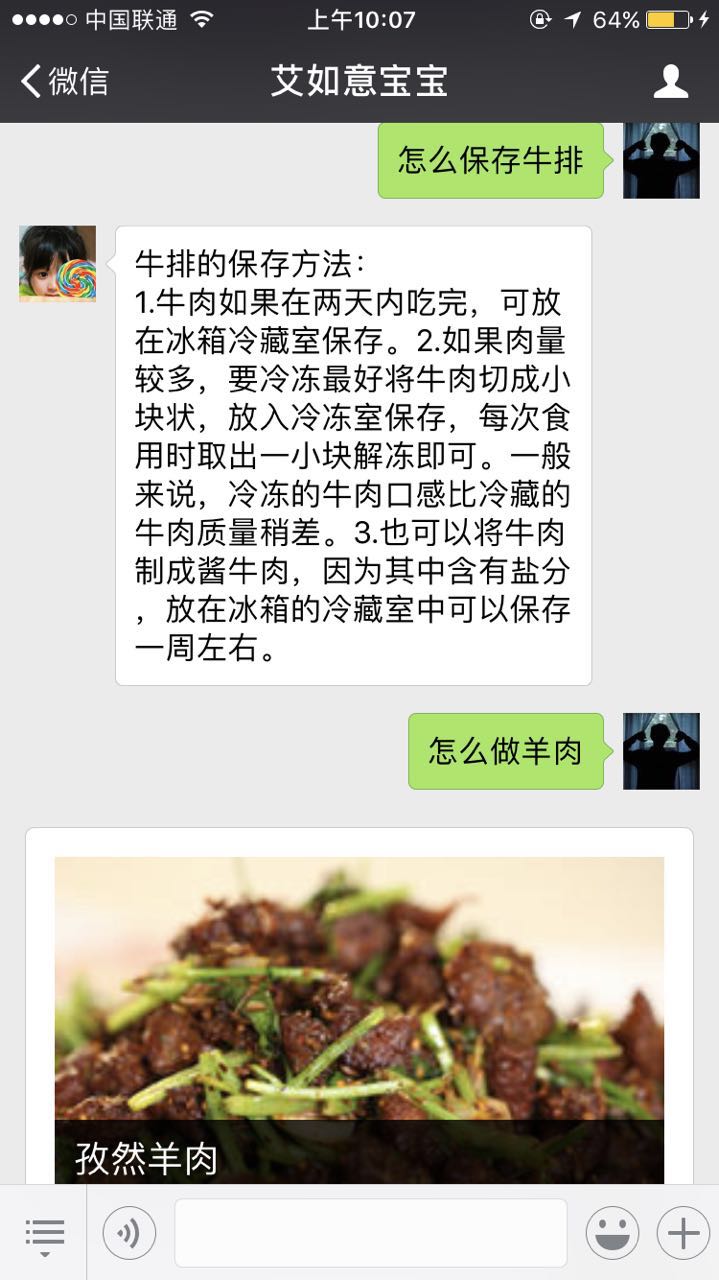 中国联通
上午10:07
64%
微信
艾如意宝宝
怎么保存牛排
牛排的保存方法：
1.牛肉如果在两天内吃完，可放
在冰箱冷藏室保存。2.如果肉量
较多，要冷冻最好将牛肉切成小
块状，放入冷冻室保存，每次食
用时取出一小块解冻即可。一般
来说，冷冻的牛肉口感比冷藏的
牛肉质量稍差。3.也可以将牛肉
制成酱牛肉，因为其中含有盐分
，放在冰箱的冷藏室中可以保存
一周左右。
怎么做羊肉
孜然羊肉